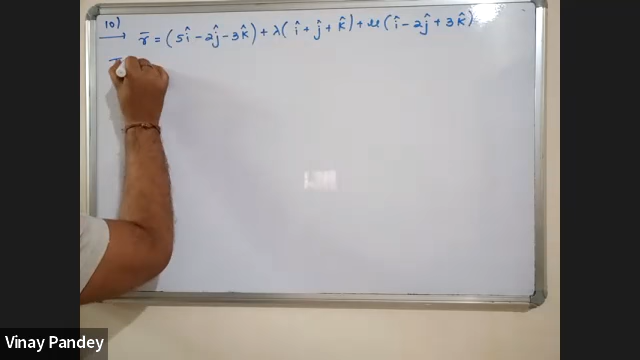 10)
→ r̄ = (5î - 2ĵ - 3k̂) + λ(î + ĵ + k̂) + μ(î - 2ĵ + 3k̂)
Vinay Pandey